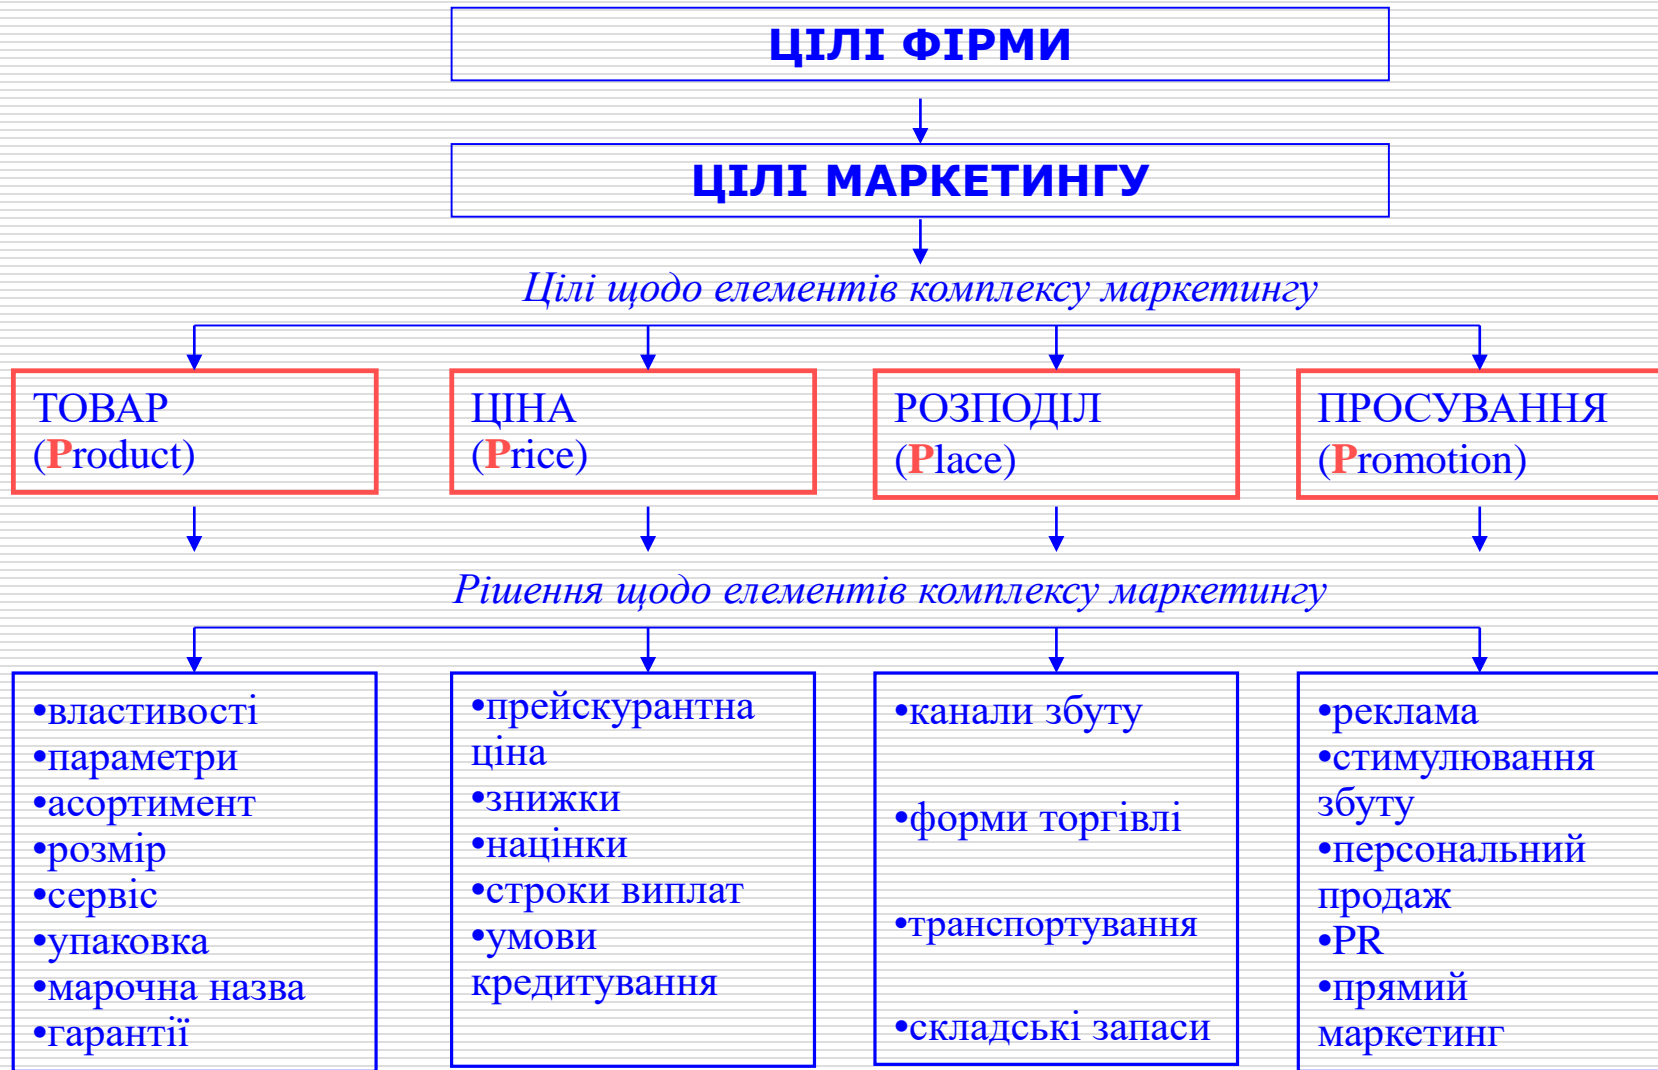 ЦІЛІ ФІРМИ
ЦІЛІ МАРКЕТИНГУ
Цілі щодо елементів комплексу маркетингу
ТОВАР
(Product)
ЦІНА
(Price)
РОЗПОДІЛ
(Place)
ПРОСУВАННЯ
(Promotion)
Рішення щодо елементів комплексу маркетингу
•властивості
•параметри
•асортимент
•розмір
•сервіс
•упаковка
•марочна назва
•гарантії
•прейскурантна
ціна
•знижки
•націнки
•строки виплат
•умови
кредитування
•канали збуту
•форми торгівлі
•транспортування
•складські запаси
•реклама
•стимулювання
збуту
•персональний
продаж
•PR
•прямий
маркетинг